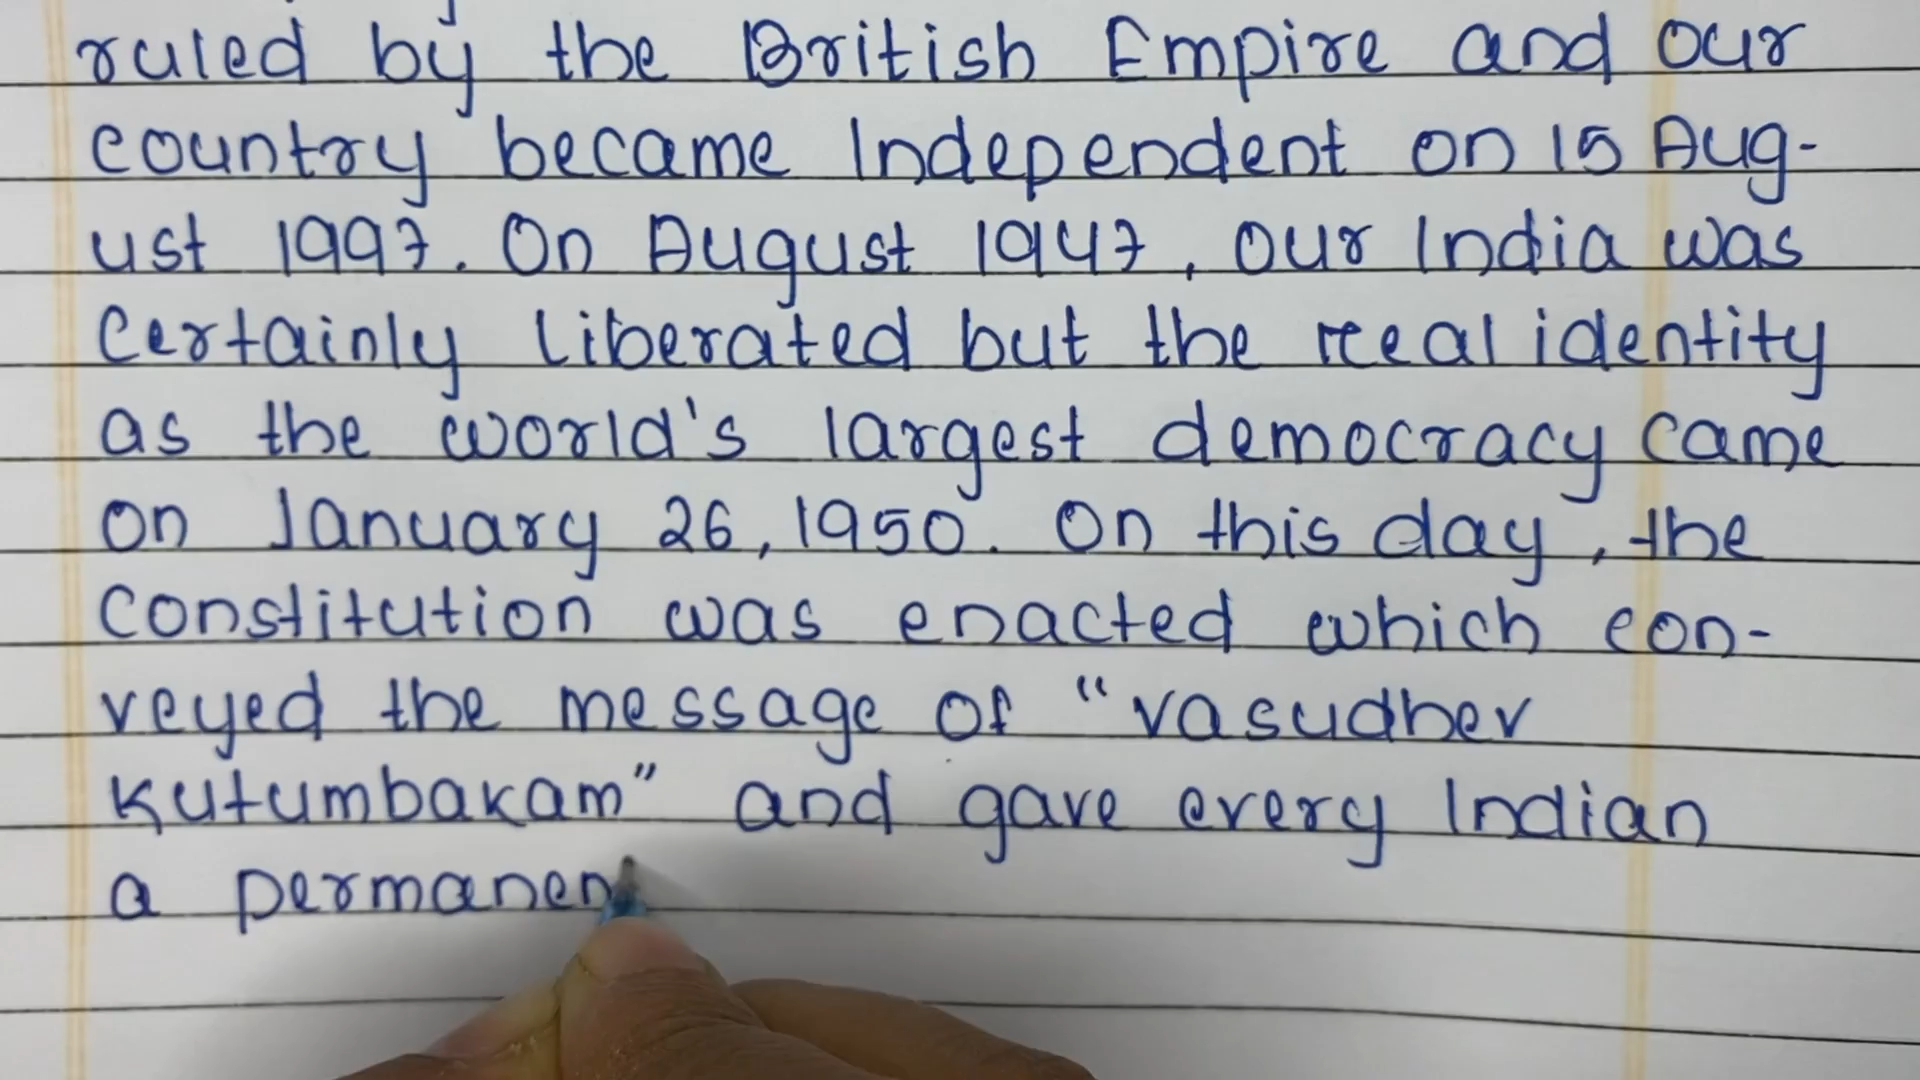 ruled by the British Empire and our
country became Independent on 15 Aug-
ust 1997. On August 1947, our India was
Certainly liberated but the real identity
as the world's largest democracy came
on January 26, 1950. On this day, the
Constitution was enacted which con-
veyed the message of "vasudhev
Kutumbakam" and gave every Indian
a permanen